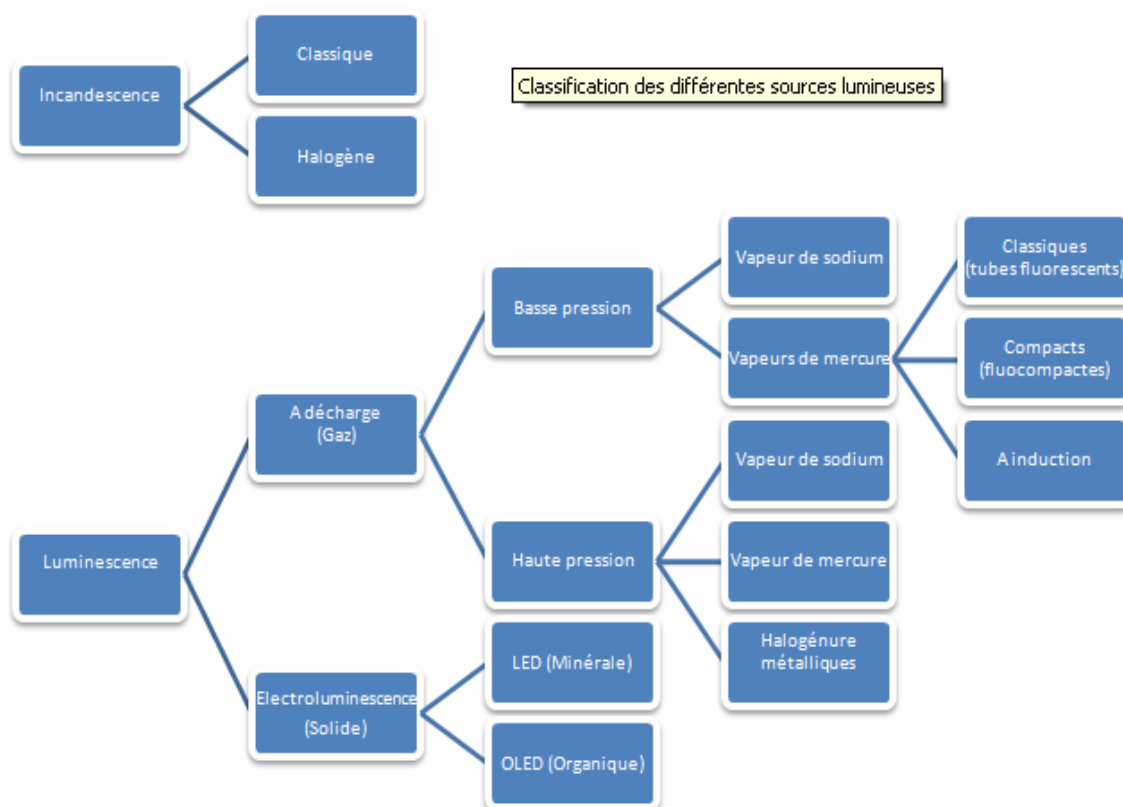 Classification des différentes sources lumineuses
Incandescence
Classique
Halogène
Luminescence
A décharge
(Gaz)
Basse pression
Vapeur de sodium
Vapeurs de mercure
Classiques
(tubes fluorescents)
Compacts
(fluocompactes)
A induction
Haute pression
Vapeur de sodium
Vapeur de mercure
Halogénure
métalliques
Electroluminescence
(Solide)
LED (Minérale)
OLED (Organique)